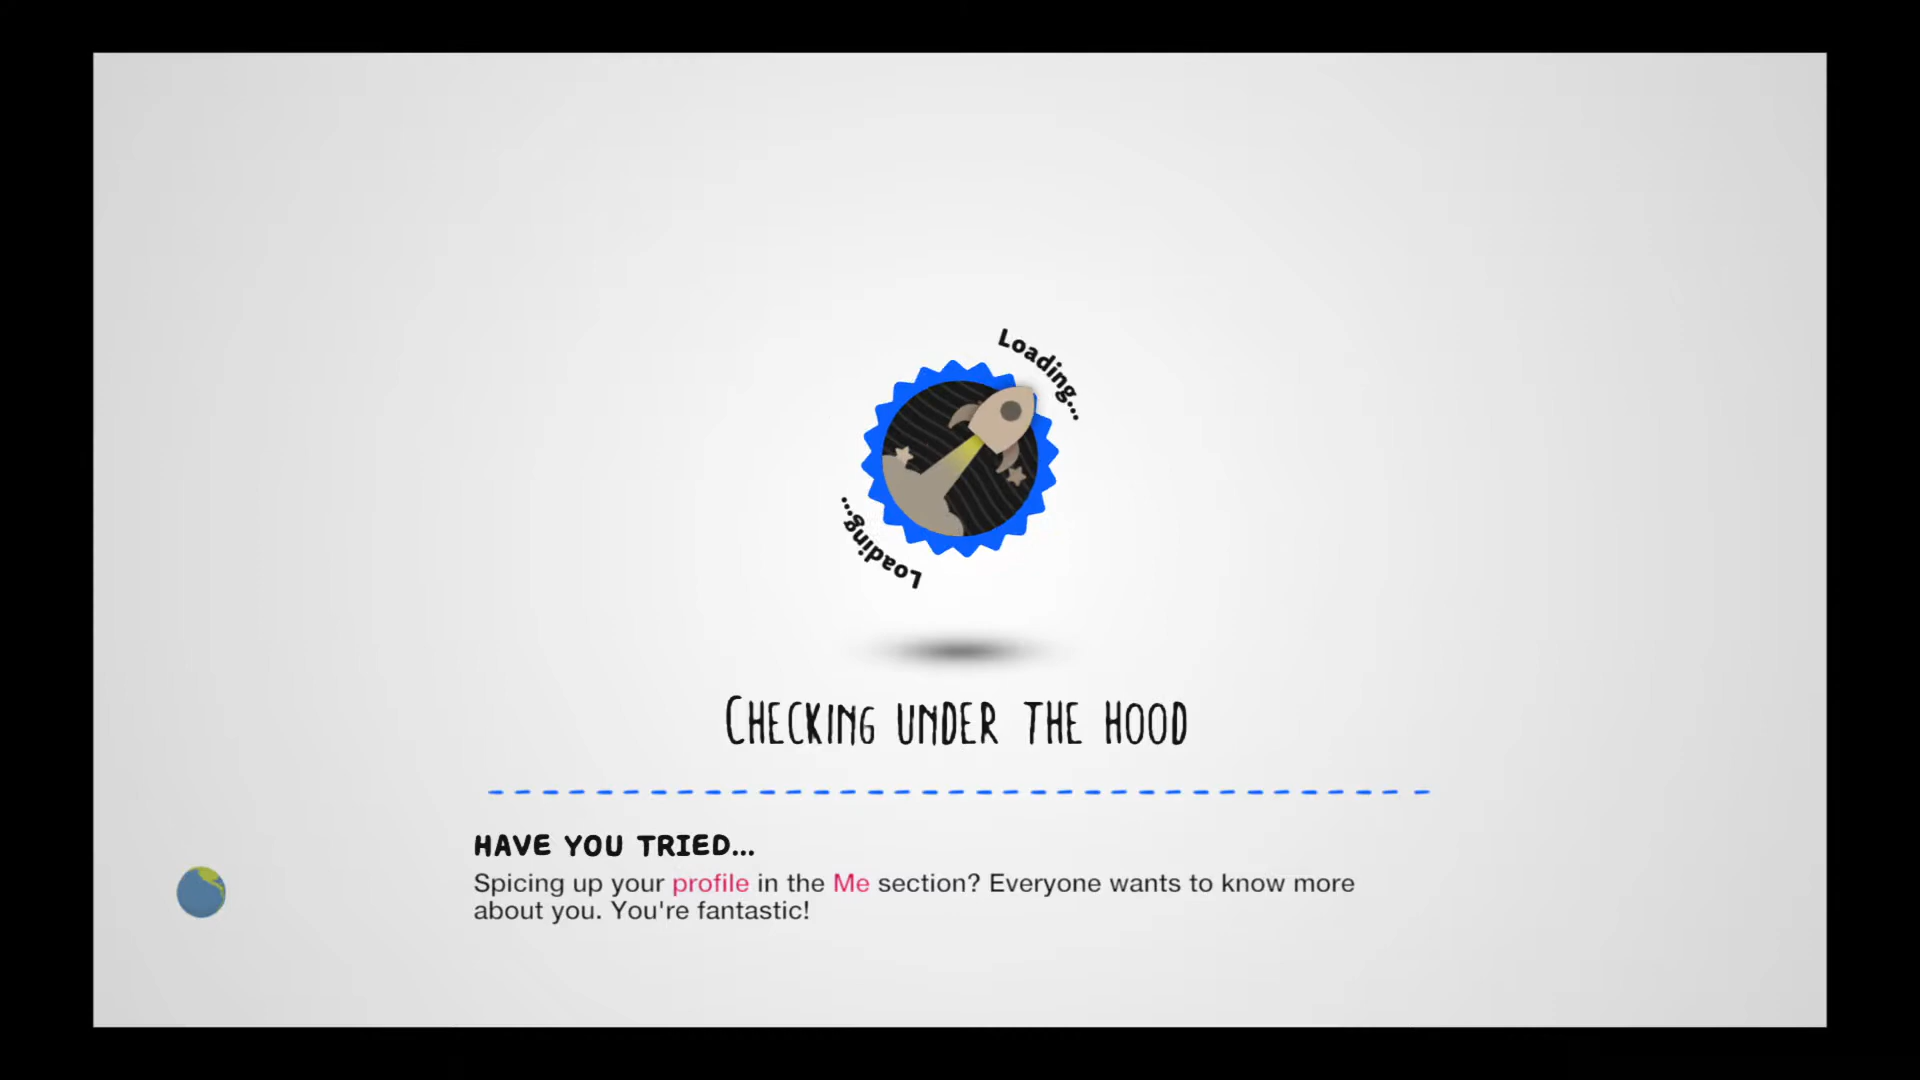 Loading...
Loading...
CHECKING UNDER THE HOOD
HAVE YOU TRIED...
Spicing up your profile in the Me section? Everyone wants to know more
about you. You're fantastic!